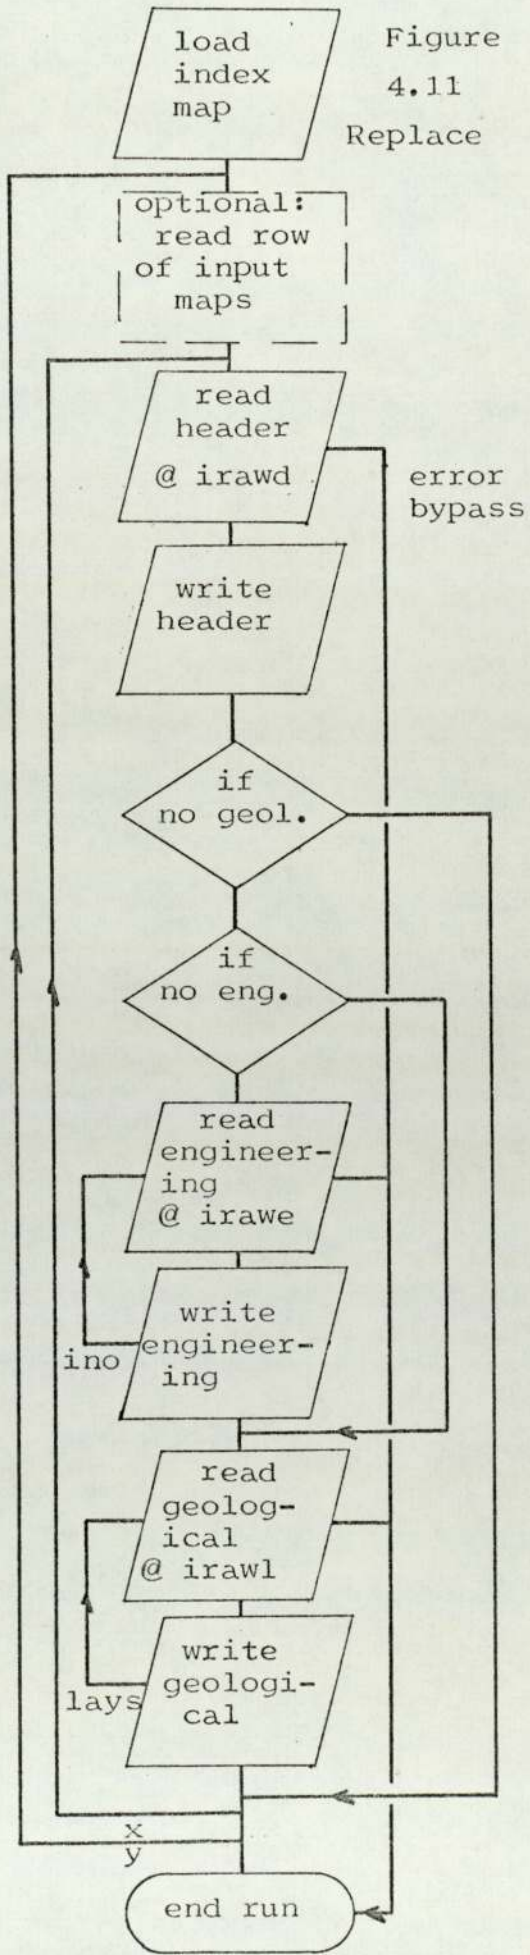 load
index
map
Figure
4.11
Replace
optional:
read row
of input
maps
read
header
@ irawd
error
bypass
write
header
if
no geol.
if
no eng.
read
engineer-
ing
@ irawe
write
engineer-
ing
ino
read
geolog-
ical
@ irawl
write
geologi-
cal
lays
x
y
end run